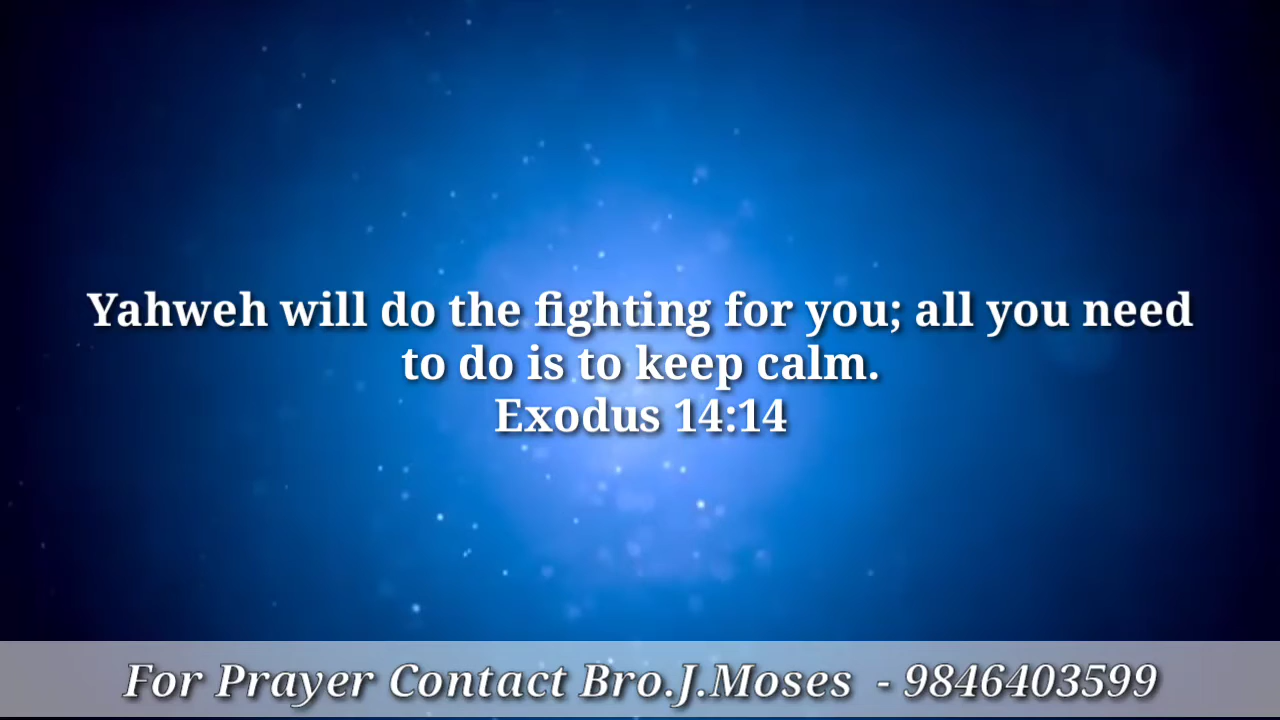 Yahweh will do the fighting for you; all you need
to do is to keep calm.
Exodus 14:14
For Prayer Contact Bro.J.Moses - 9846403599